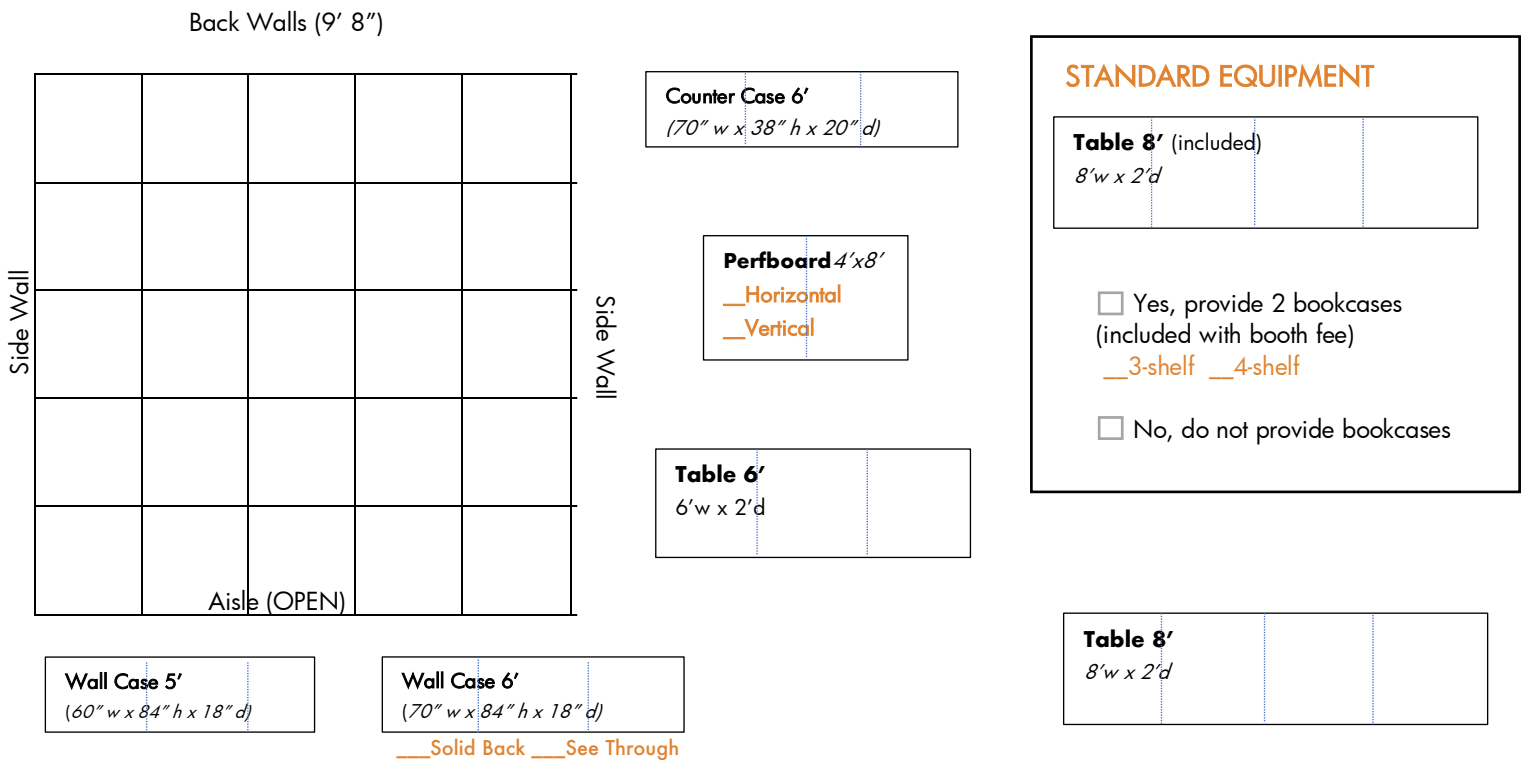 Back Walls (9’ 8”)
Side Wall
Side Wall
Aisle (OPEN)
Counter Case 6’
(70” w x 38” h x 20” d)
Perfboard 4’x8’
__Horizontal
__Vertical
Table 6’
6’w x 2’d
Wall Case 5’
(60” w x 84” h x 18” d)
Wall Case 6’
(70” w x 84” h x 18” d)
___Solid Back ___See Through
STANDARD EQUIPMENT
Table 8’ (included)
8’w x 2’d
☐ Yes, provide 2 bookcases
(included with booth fee)
__3-shelf __4-shelf
☐ No, do not provide bookcases
Table 8’
8’w x 2’d